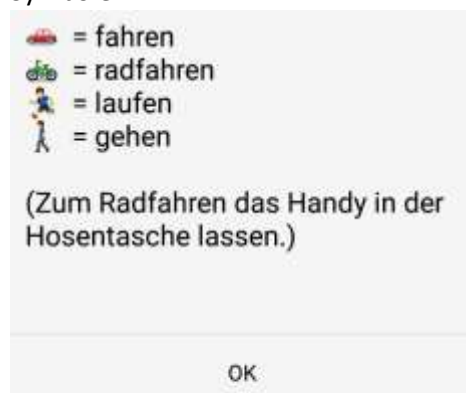 = fahren
= radfahren
= laufen
= gehen
(Zum Radfahren das Handy in der
Hosentasche lassen.)
OK